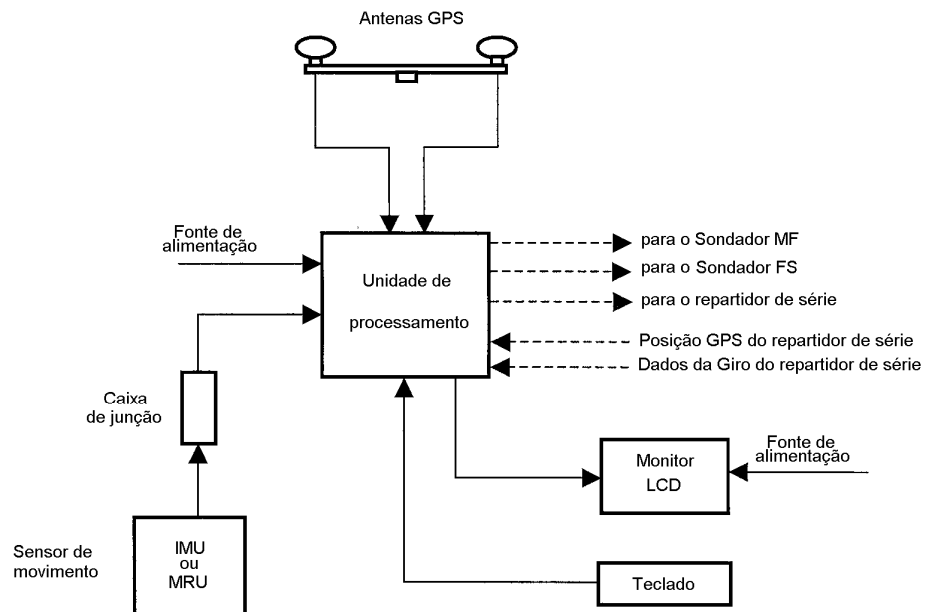 Antenas GPS
Fonte de
alimentação
Unidade de
processamento
para o Sondador MF
para o Sondador FS
para o repartidor de série
Posição GPS do repartidor de série
Dados da Giro do repartidor de série
Caixa
de junção
Monitor
LCD
Fonte de
alimentação
Sensor de
movimento
IMU
ou
MRU
Teclado